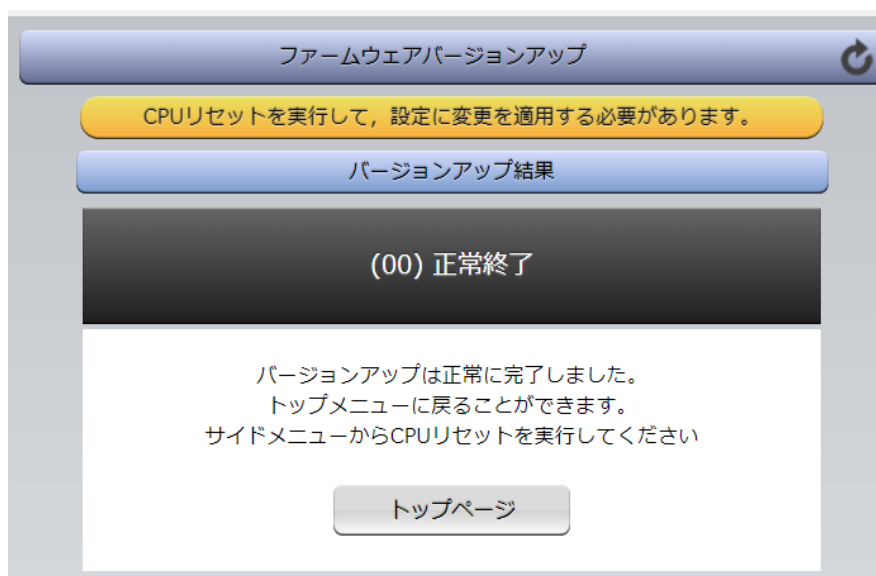 ファームウェアバージョンアップ
CPUリセットを実行して，設定に変更を適用する必要があります。
バージョンアップ結果
(00) 正常終了
バージョンアップは正常に完了しました。
トップメニューに戻ることができます。
サイドメニューからCPUリセットを実行してください
トップページ